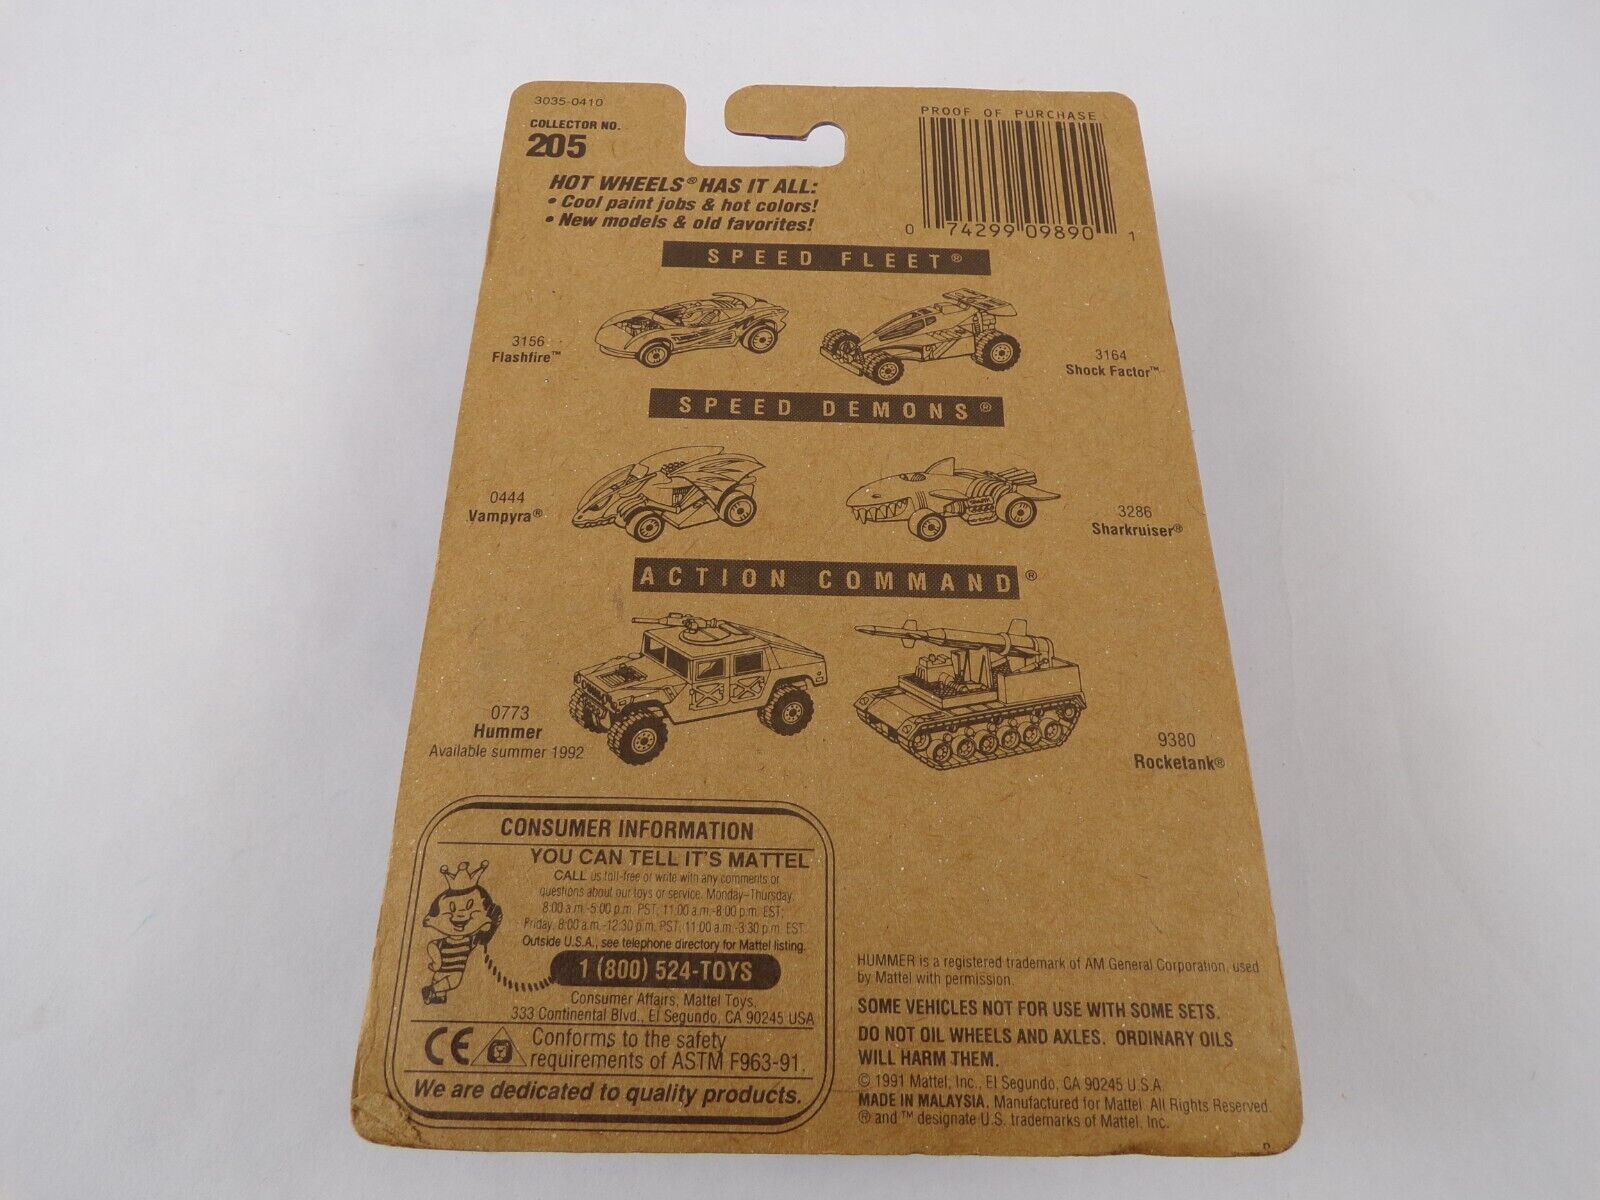 3035-0410
COLLECTOR NO.
205
HOT WHEELS® HAS IT ALL:
• Cool paint jobs & hot colors!
• New models & old favorites!
PROOF OF PURCHASE
0 74299 09890 1
SPEED FLEET®
3156
Flashfire™
3164
Shock Factor™
SPEED DEMONS®
0444
Vampyra®
3286
Sharkruiser®
ACTION COMMAND®
0773
Hummer
Available summer 1992
9380
Rocketank®
CONSUMER INFORMATION
YOU CAN TELL IT'S MATTEL
CALL us toll-free or write with any comments or
questions about our toys or service. Monday–Thursday,
8:00 a.m.-5:00 p.m. PST, 11:00 a.m.-8:00 p.m. EST;
Friday, 8:00 a.m.-12:30 p.m. PST, 11:00 a.m.-3:30 p.m. EST.
Outside U.S.A., see telephone directory for Mattel listing.
1 (800) 524-TOYS
Consumer Affairs, Mattel Toys,
333 Continental Blvd., El Segundo, CA 90245 USA
CE Conforms to the safety
requirements of ASTM F963-91.
We are dedicated to quality products.
HUMMER is a registered trademark of AM General Corporation, used
by Mattel with permission.
SOME VEHICLES NOT FOR USE WITH SOME SETS.
DO NOT OIL WHEELS AND AXLES. ORDINARY OILS
WILL HARM THEM.
© 1991 Mattel, Inc., El Segundo, CA 90245 U.S.A.
MADE IN MALAYSIA. Manufactured for Mattel. All Rights Reserved.
® and ™ designate U.S. trademarks of Mattel, Inc.